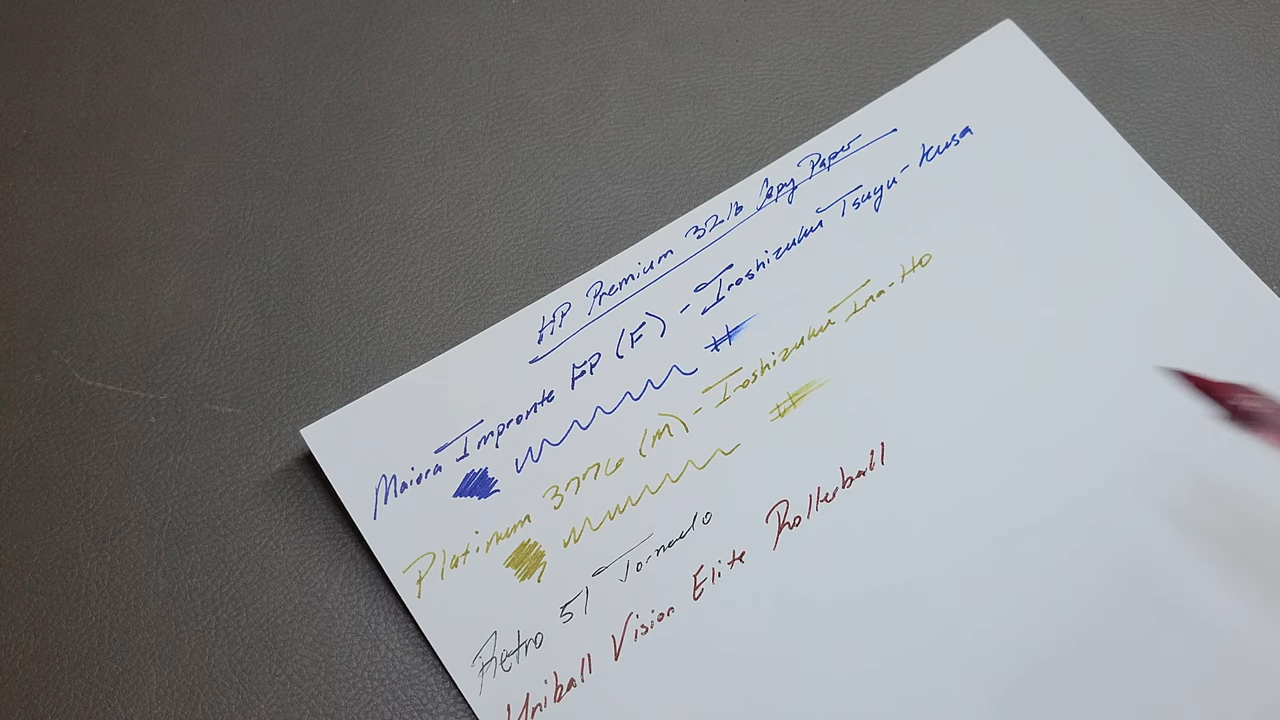 HP Premium 32lb Copy Paper
Maiora Impronte FP (F) - Iroshizuku Tsuyu-kusa
#
Platinum 3776 (M) - Iroshizuku Ina-Ho
#
Retro 51 Tornado
Uniball Vision Elite Rollerball